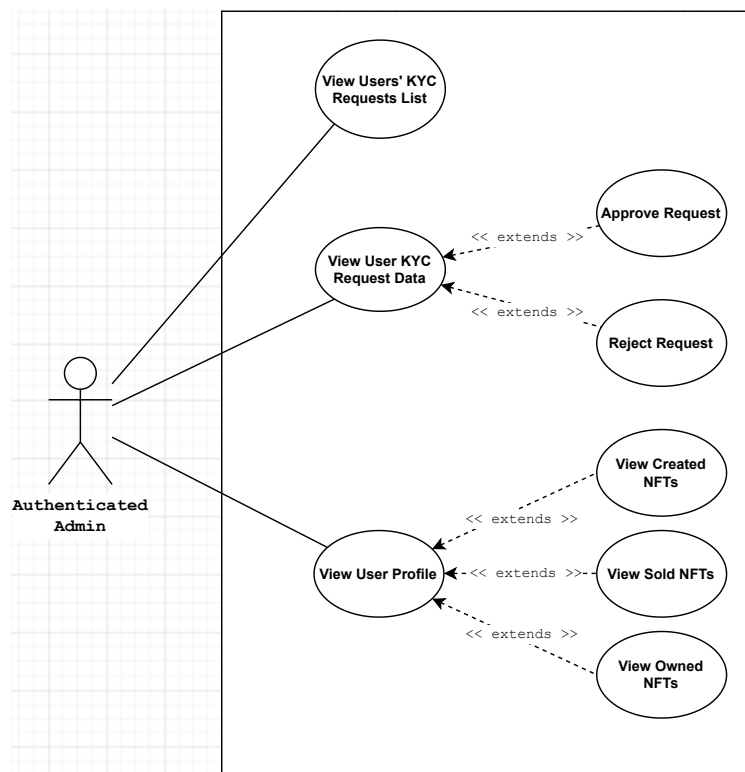 View Users' KYC
Requests List
Approve Request
<< extends >>
View User KYC
Request Data
<< extends >>
Reject Request
Authenticated
Admin
View Created
NFTs
<< extends >>
View User Profile
<< extends >>
View Sold NFTs
<< extends >>
View Owned
NFTs